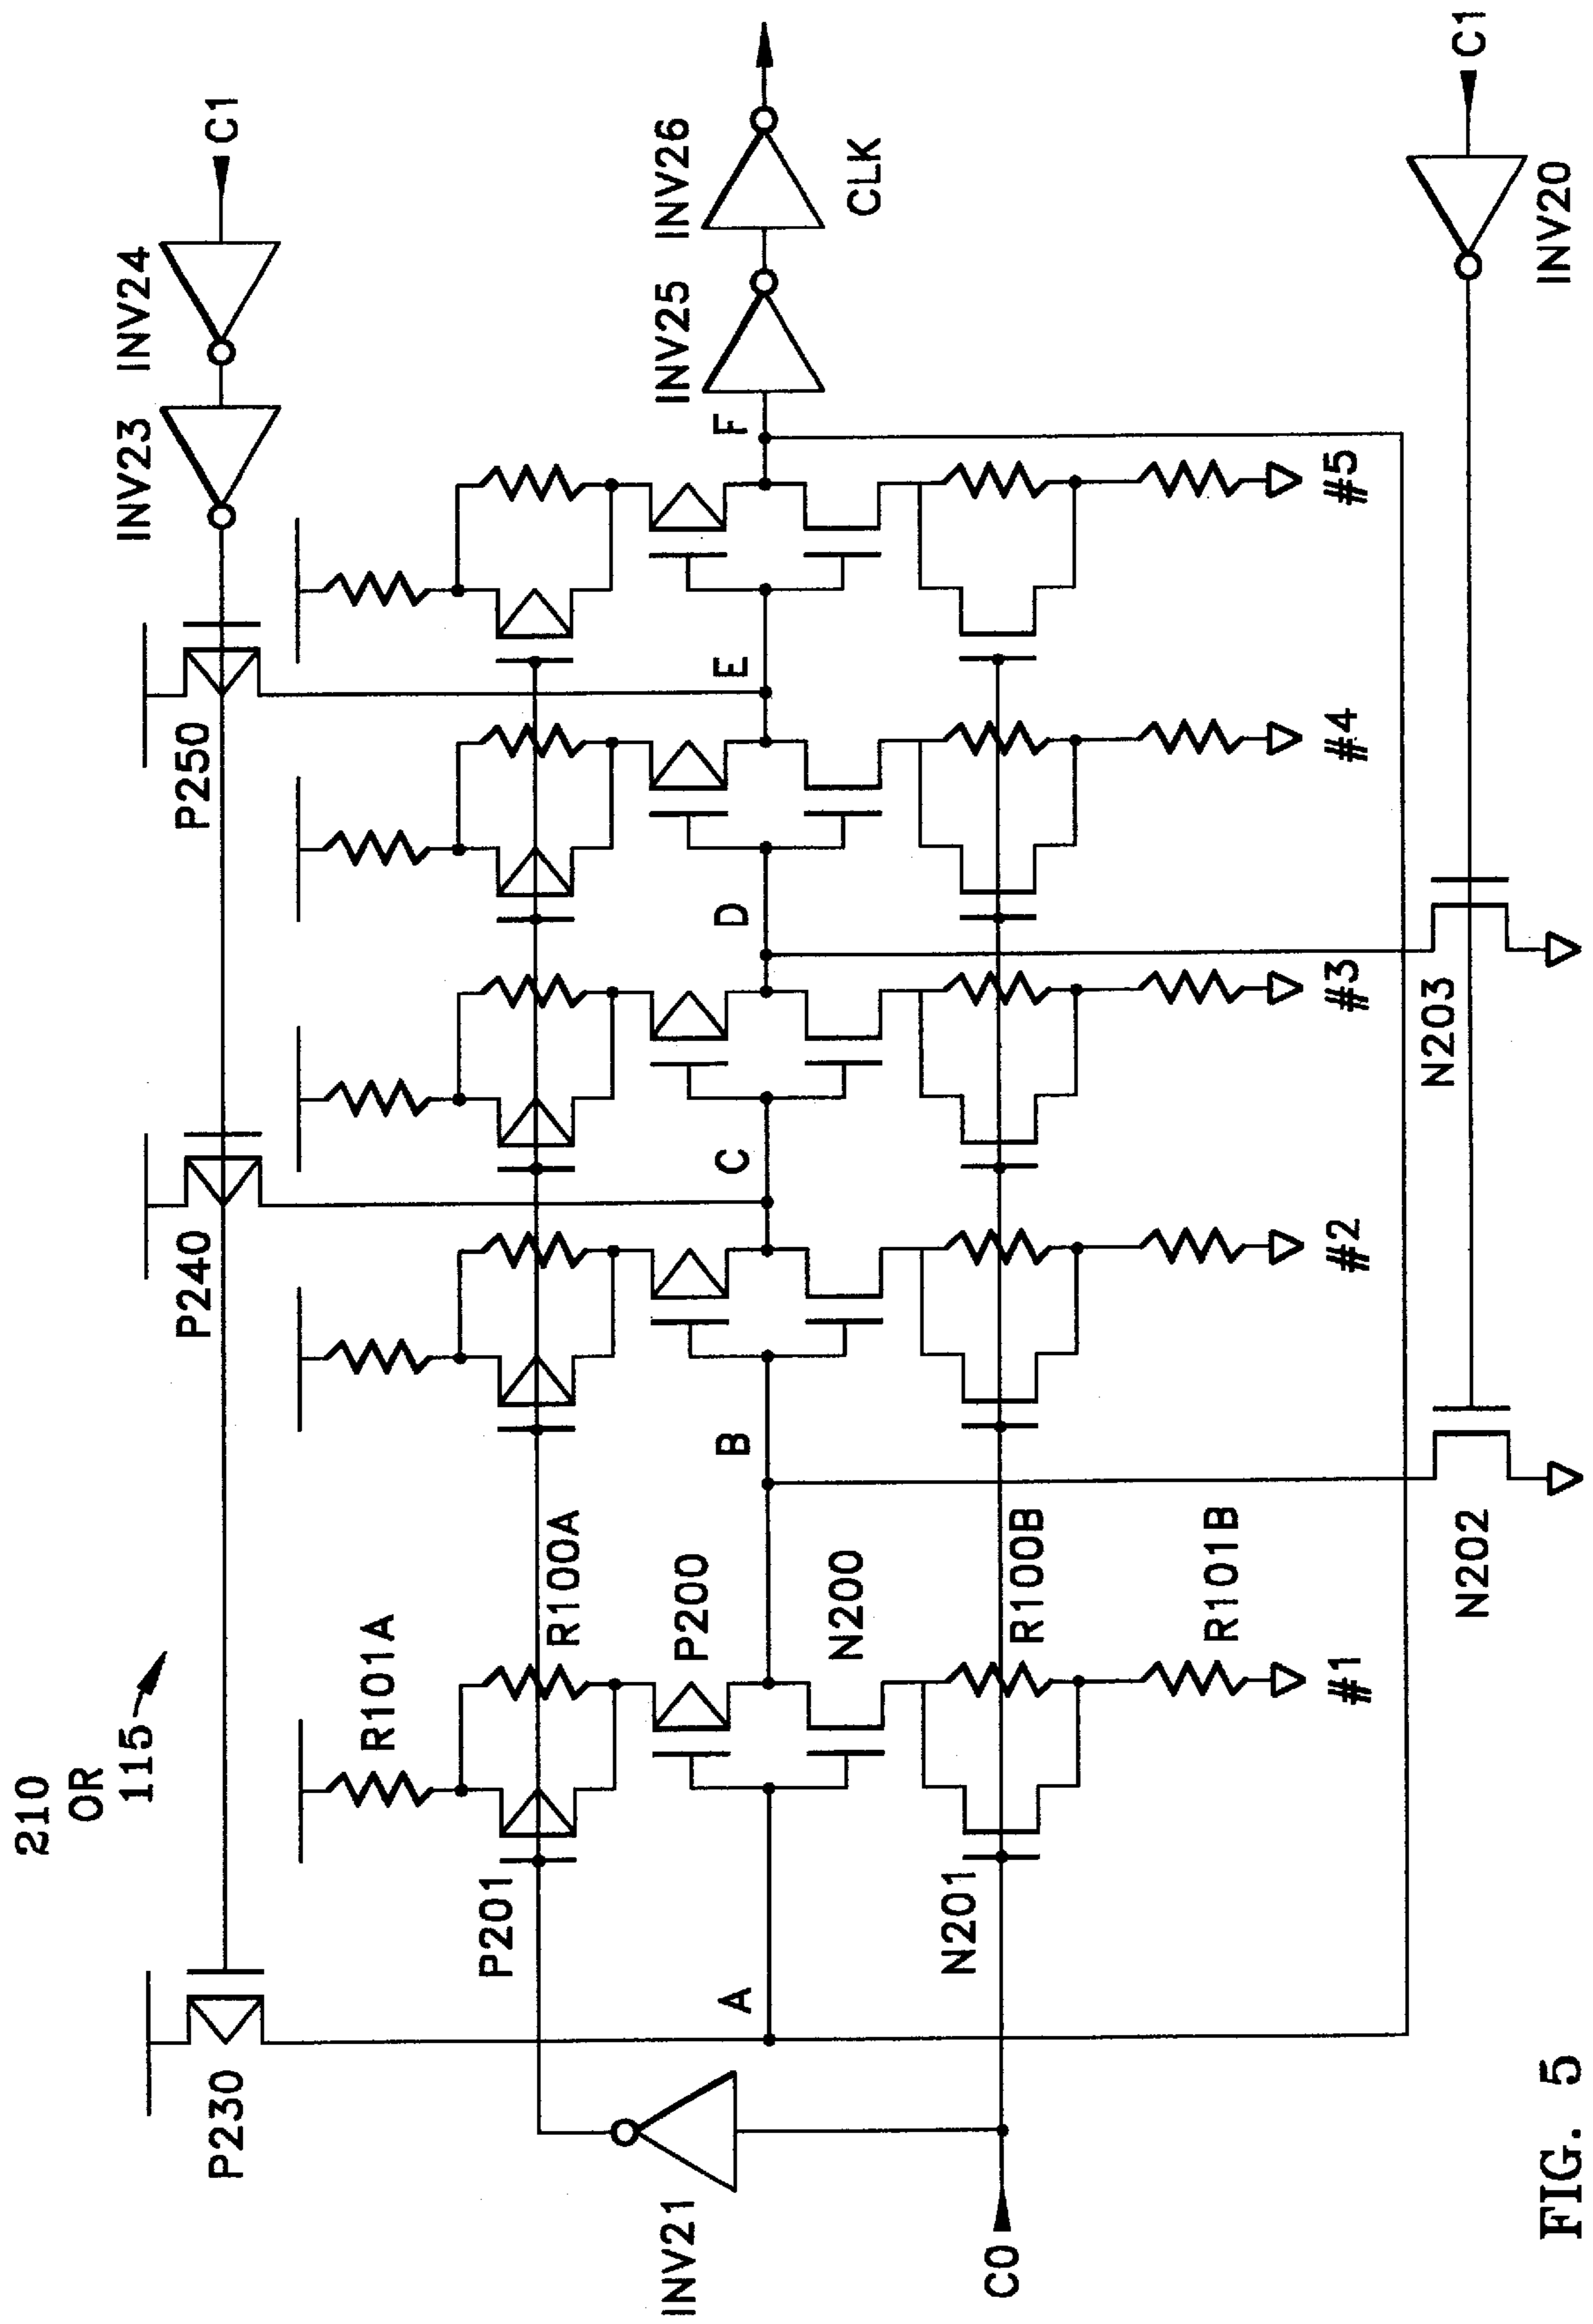 210
OR
115
P230
P240
P250
INV23
INV24
C1
R101A
P201
R100A
INV21
P200
A
B
C
D
E
F
INV25
INV26
CLK
N200
N201
R100B
C0
R101B
#1
#2
#3
#4
#5
N202
N203
INV20
C1
FIG. 5